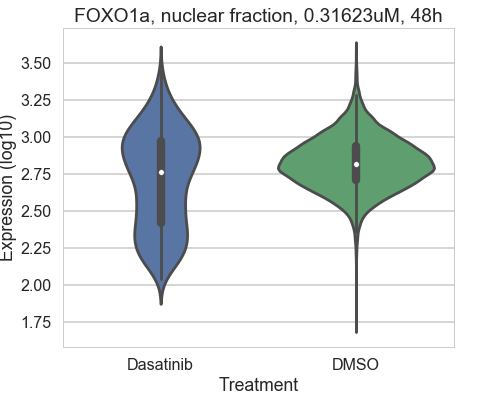 FOXO1a, nuclear fraction, 0.31623uM, 48h
Expression (log10)
3.50
3.25
3.00
2.75
2.50
2.25
2.00
1.75
Dasatinib DMSO
Treatment